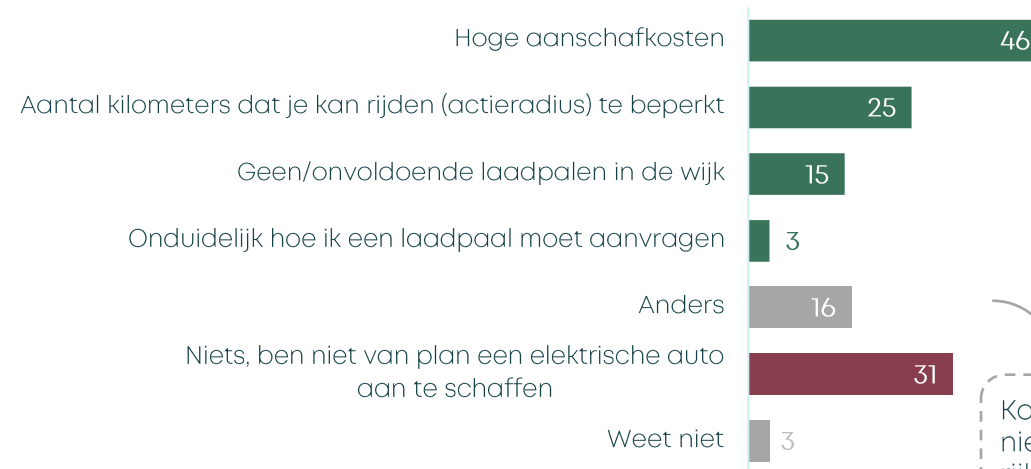 Hoge aanschafkosten 46
Aantal kilometers dat je kan rijden (actieradius) te beperkt 25
Geen/onvoldoende laadpalen in de wijk 15
Onduidelijk hoe ik een laadpaal moet aanvragen 3
Anders 16
Niets, ben niet van plan een elektrische auto
aan te schaffen 31
Weet niet 3